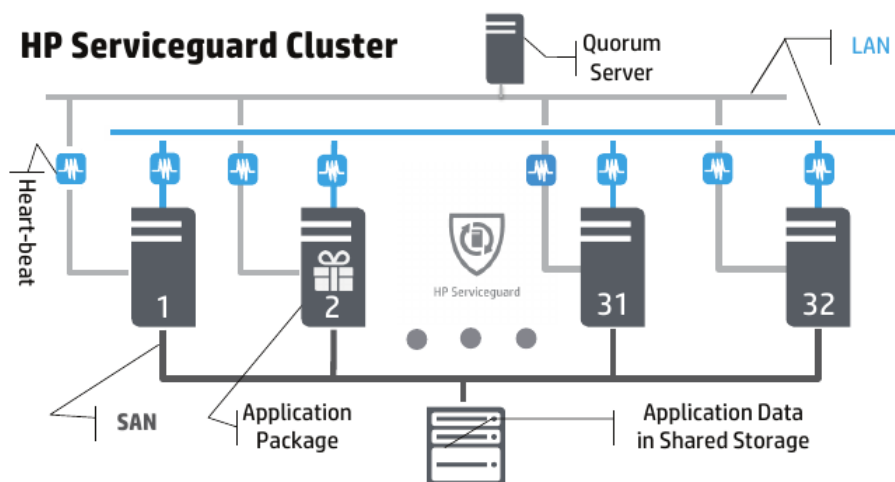 HP Serviceguard Cluster
Quorum
Server
LAN
Heart-beat
1
2
HP Serviceguard
31
32
SAN
Application
Package
Application Data
in Shared Storage